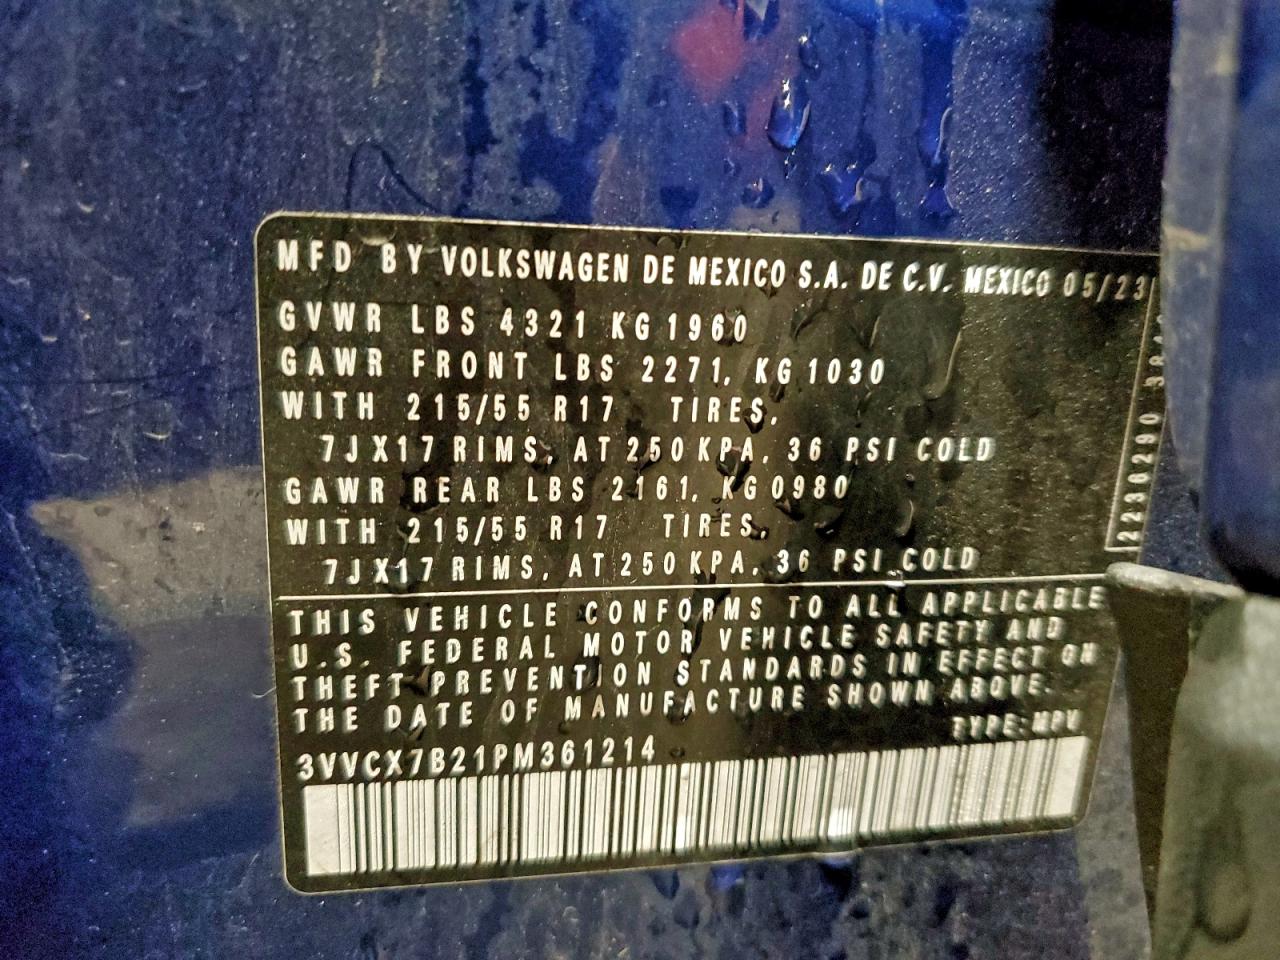 MFD BY VOLKSWAGEN DE MEXICO S.A. DE C.V. MEXICO 05/23
GVWR LBS 4321 KG 1960
GAWR FRONT LBS 2271, KG 1030
WITH 215/55 R17 TIRES,
7JX17 RIMS, AT 250 KPA, 36 PSI COLD
GAWR REAR LBS 2161, KG 0980
WITH 215/55 R17 TIRES,
7JX17 RIMS, AT 250 KPA, 36 PSI COLD
THIS VEHICLE CONFORMS TO ALL APPLICABLE
U.S. FEDERAL MOTOR VEHICLE SAFETY AND
THEFT PREVENTION STANDARDS IN EFFECT ON
THE DATE OF MANUFACTURE SHOWN ABOVE.
TYPE: MPV
3VVCX7B21PM361214